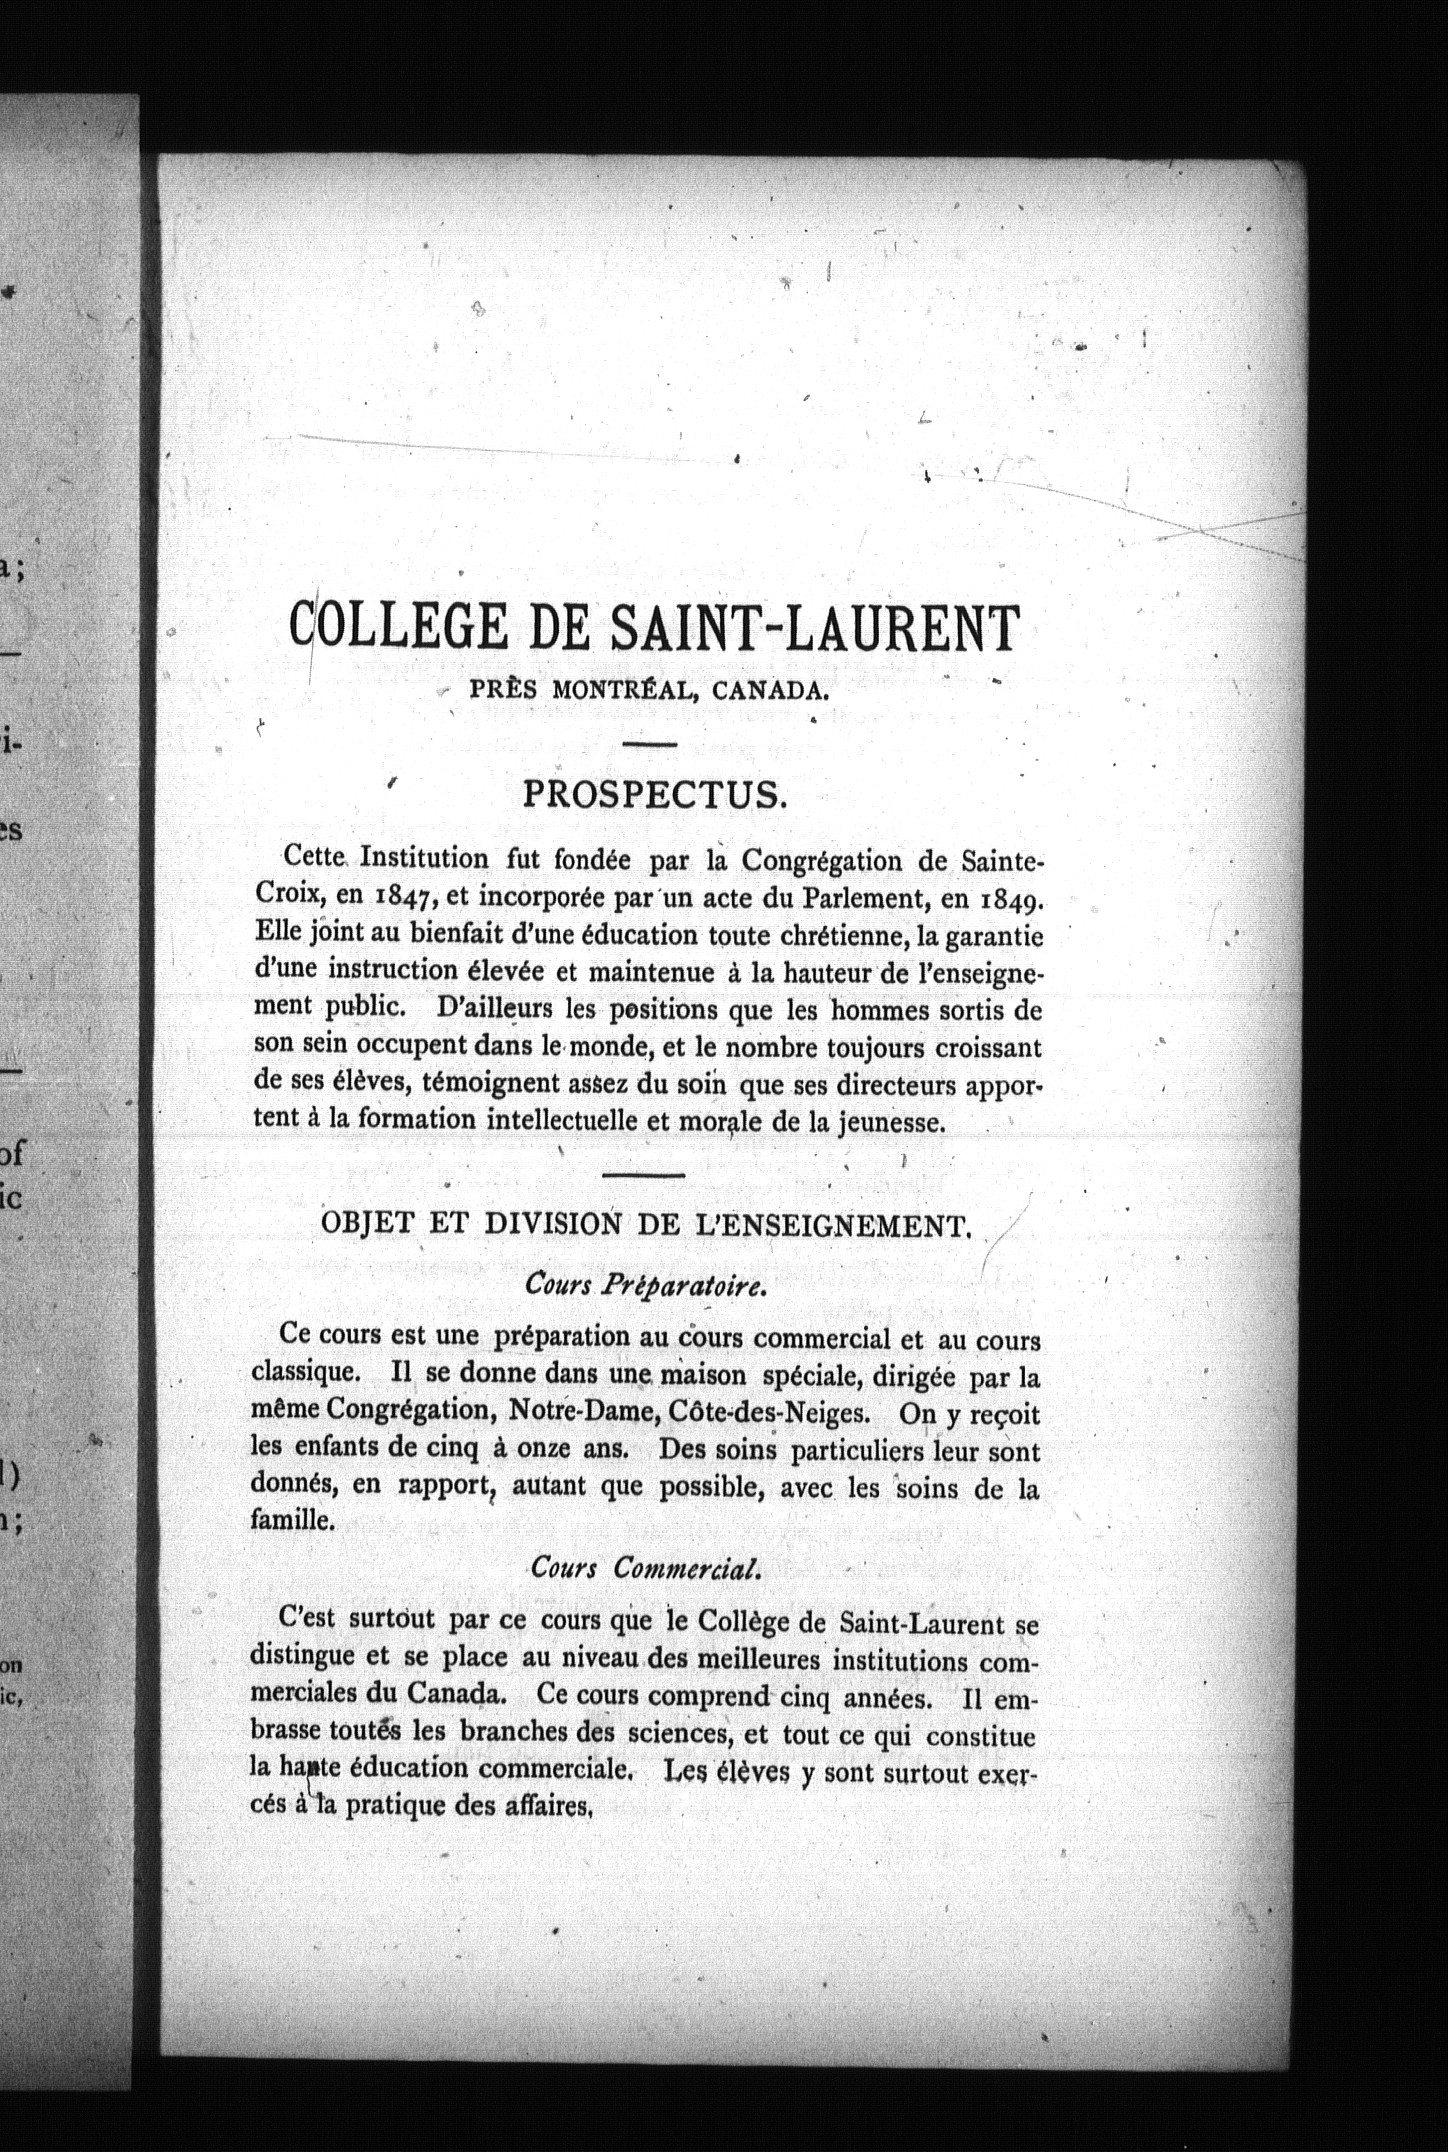 COLLEGE DE SAINT-LAURENT
PRÈS MONTRÉAL, CANADA.
PROSPECTUS.
Cette Institution fut fondée par la Congrégation de Sainte-
Croix, en 1847, et incorporée par un acte du Parlement, en 1849.
Elle joint au bienfait d'une éducation toute chrétienne, la garantie
d'une instruction élevée et maintenue à la hauteur de l'enseigne-
ment public. D'ailleurs les positions que les hommes sortis de
son sein occupent dans le monde, et le nombre toujours croissant
de ses élèves, témoignent assez du soin que ses directeurs appor-
tent à la formation intellectuelle et morale de la jeunesse.
OBJET ET DIVISION DE L'ENSEIGNEMENT.
Cours Préparatoire.
Ce cours est une préparation au cours commercial et au cours
classique. Il se donne dans une maison spéciale, dirigée par la
même Congrégation, Notre-Dame, Côte-des-Neiges. On y reçoit
les enfants de cinq à onze ans. Des soins particuliers leur sont
donnés, en rapport, autant que possible, avec les soins de la
famille.
Cours Commercial.
C'est surtout par ce cours que le Collège de Saint-Laurent se
distingue et se place au niveau des meilleures institutions com-
merciales du Canada. Ce cours comprend cinq années. Il em-
brasse toutes les branches des sciences, et tout ce qui constitue
la haute éducation commerciale. Les élèves y sont surtout exer-
cés à la pratique des affaires.